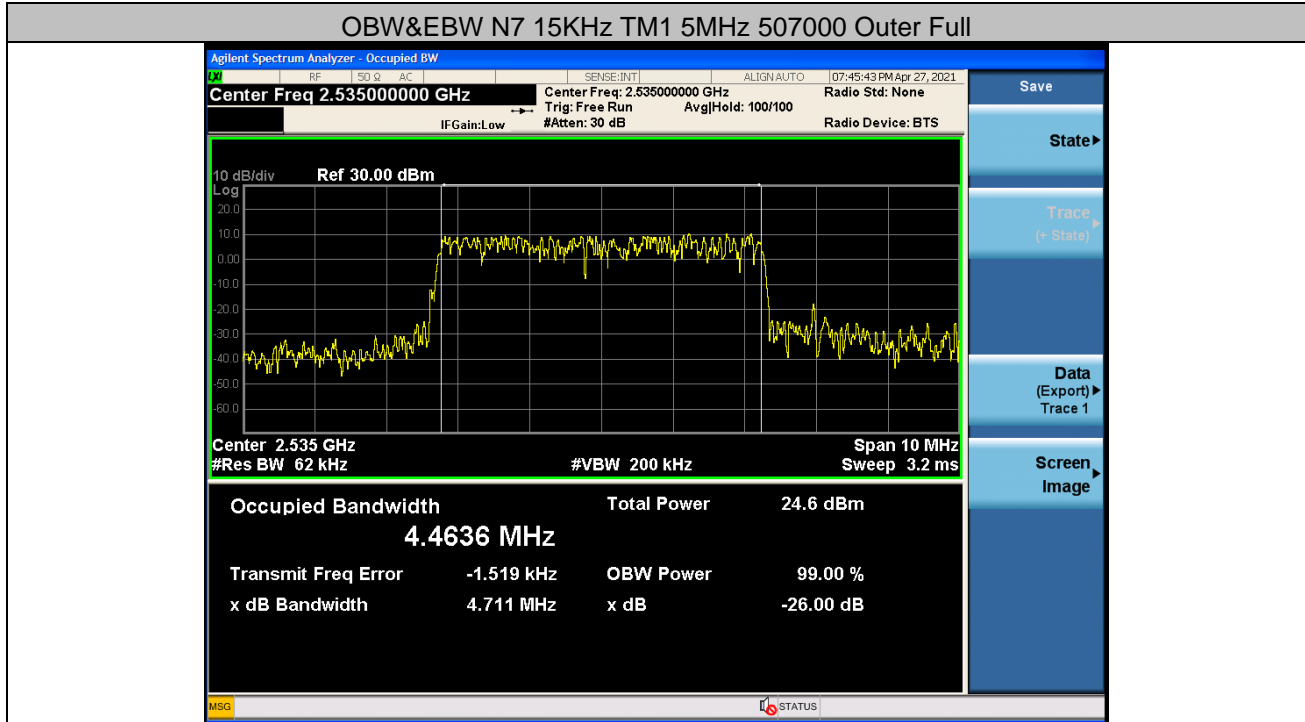 OBW&EBW N7 15KHz TM1 5MHz 507000 Outer Full
Agilent Spectrum Analyzer - Occupied BW
LXI RF 50 Ω AC SENSE:INT ALIGN AUTO 07:45:43 PM Apr 27, 2021
Center Freq 2.535000000 GHz Center Freq: 2.535000000 GHz Radio Std: None
Trig: Free Run Avg|Hold: 100/100
IFGain:Low #Atten: 30 dB Radio Device: BTS
10 dB/div Ref 30.00 dBm
Log
20.0
10.0
0.00
-10.0
-20.0
-30.0
-40.0
-50.0
-60.0
Center 2.535 GHz Span 10 MHz
#Res BW 62 kHz #VBW 200 kHz Sweep 3.2 ms
Occupied Bandwidth Total Power 24.6 dBm
4.4636 MHz
Transmit Freq Error -1.519 kHz OBW Power 99.00 %
x dB Bandwidth 4.711 MHz x dB -26.00 dB
MSG STATUS
Save
State
Trace
(+ State)
Data
(Export)
Trace 1
Screen
Image